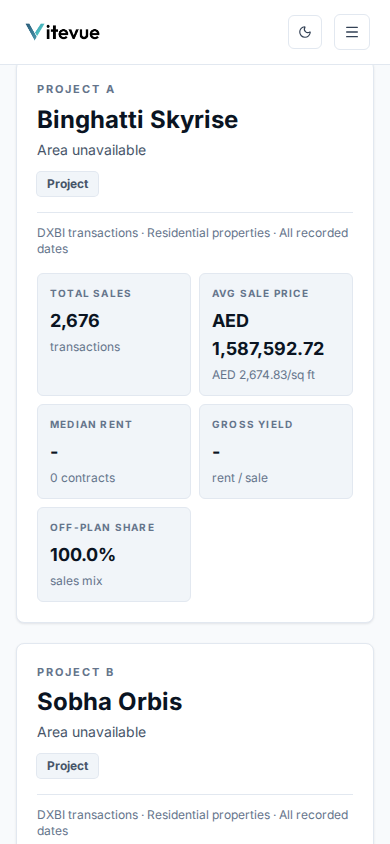 Vitevue
PROJECT A
Binghatti Skyrise
Area unavailable
Project
DXBI transactions · Residential properties · All recorded
dates
TOTAL SALES
2,676
transactions
AVG SALE PRICE
AED
1,587,592.72
AED 2,674.83/sq ft
MEDIAN RENT
-
0 contracts
GROSS YIELD
-
rent / sale
OFF-PLAN SHARE
100.0%
sales mix
PROJECT B
Sobha Orbis
Area unavailable
Project
DXBI transactions · Residential properties · All recorded
dates